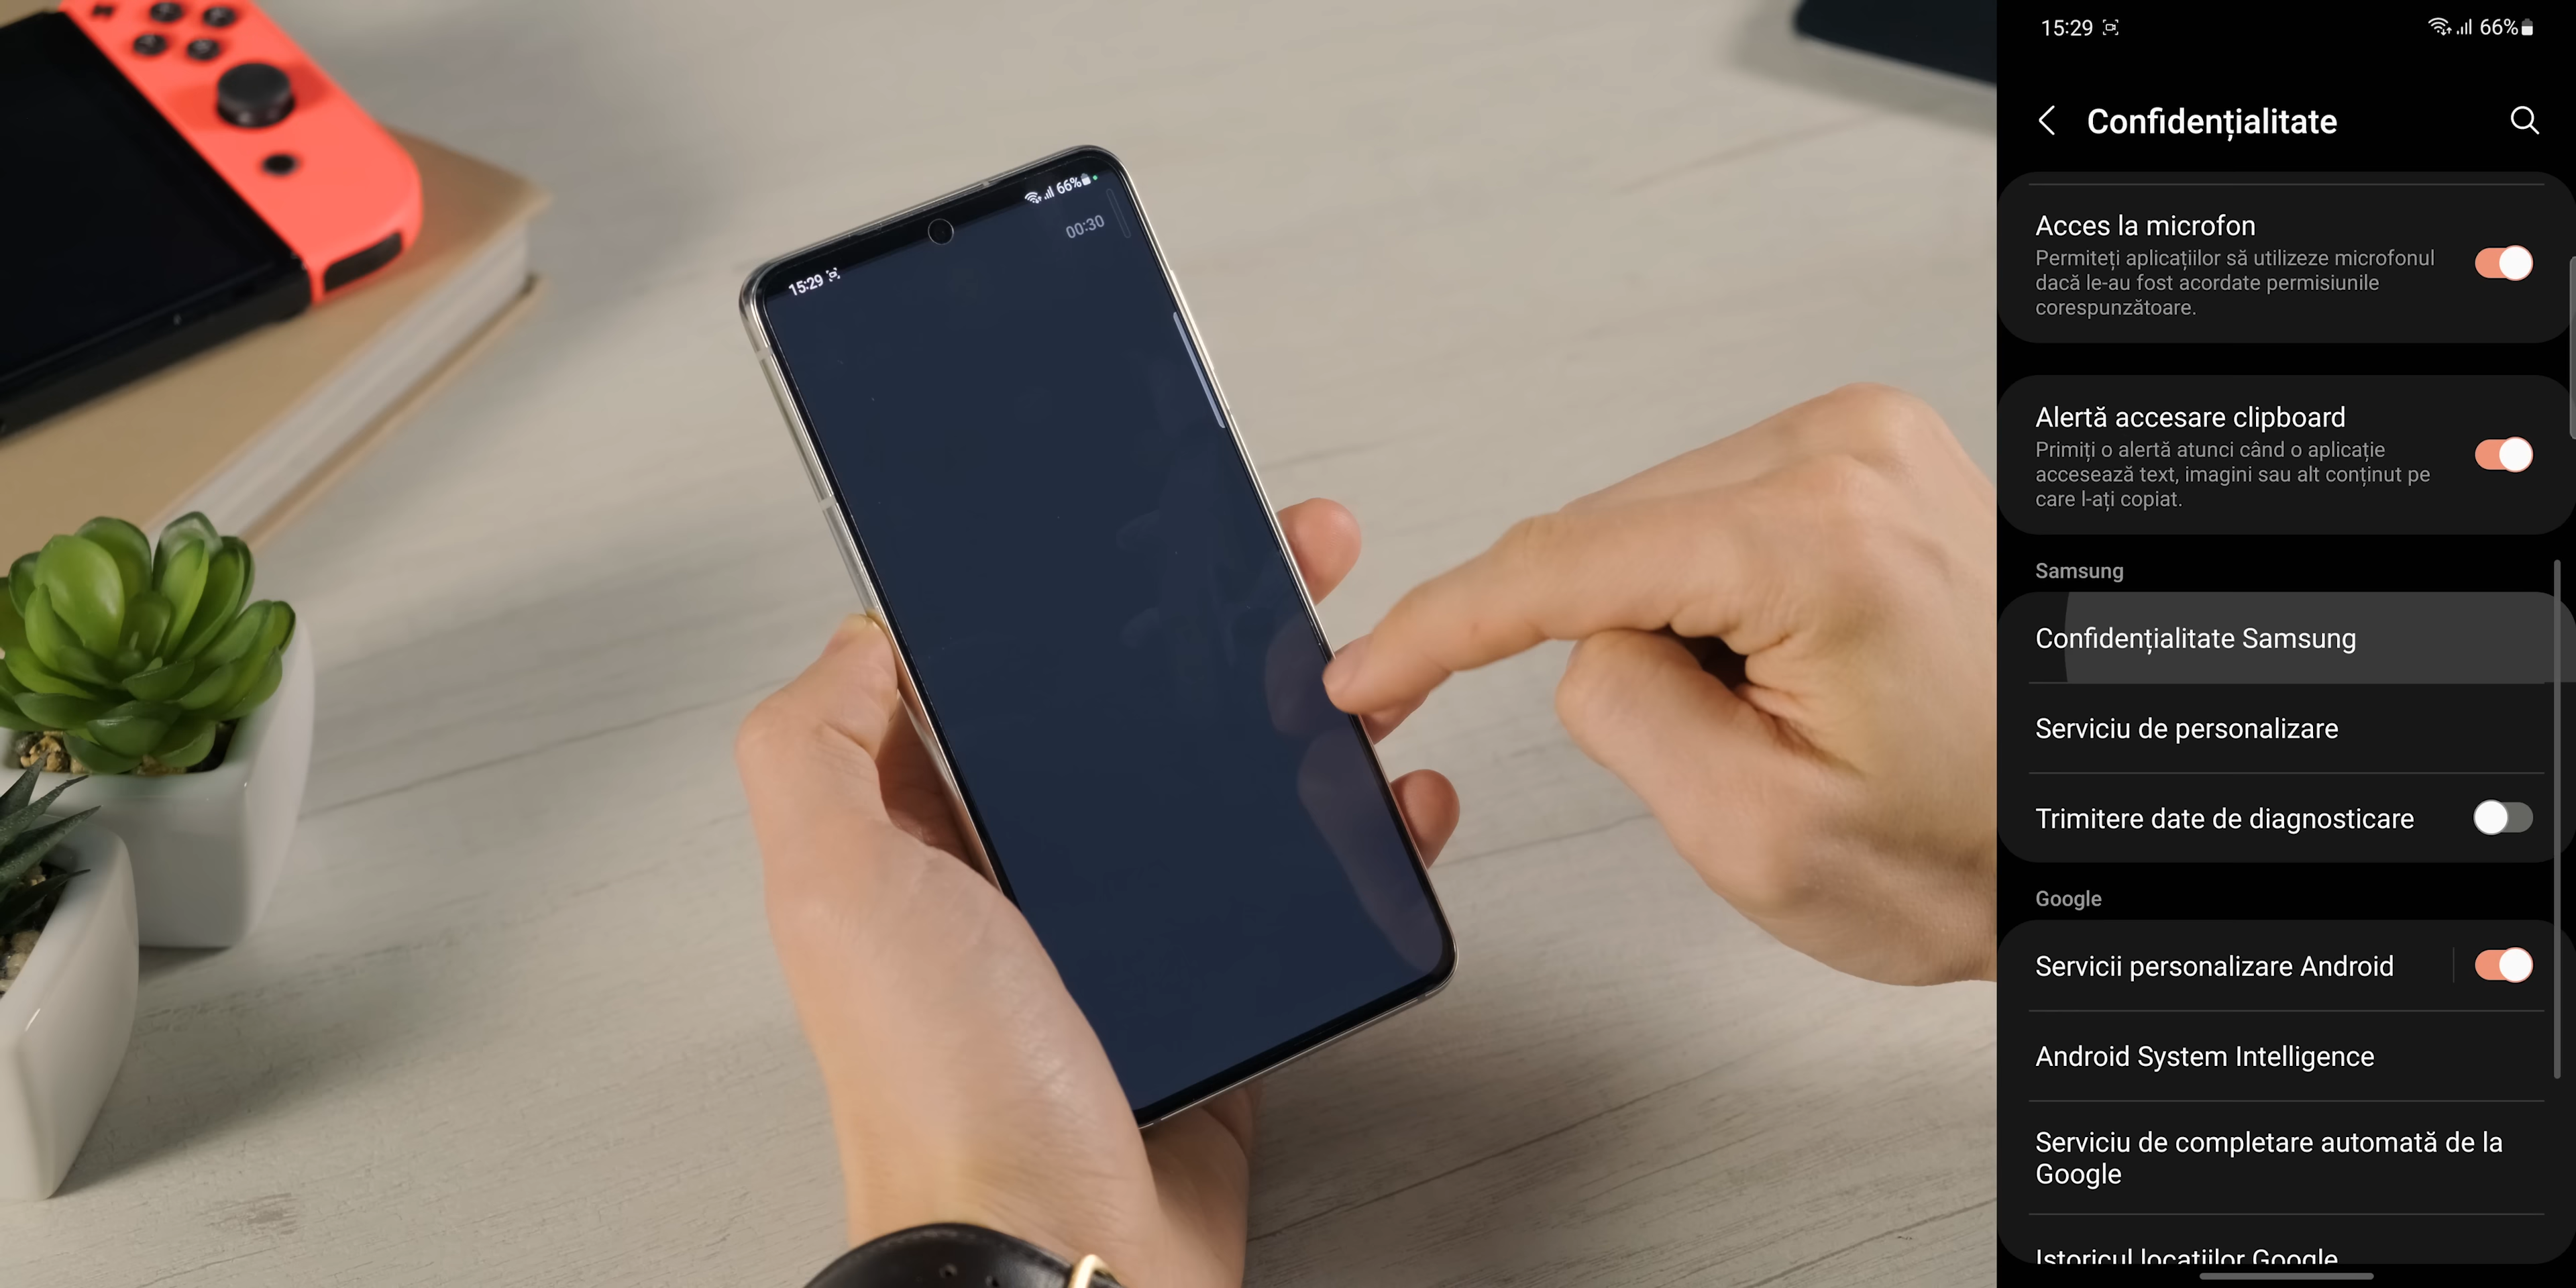 66%
00:30
15:29
15:29
66%
Confidențialitate
Acces la microfon
Permiteți aplicațiilor să utilizeze microfonul
dacă le-au fost acordate permisiunile
corespunzătoare.
Alertă accesare clipboard
Primiți o alertă atunci când o aplicație
accesează text, imagini sau alt conținut pe
care l-ați copiat.
Samsung
Confidențialitate Samsung
Serviciu de personalizare
Trimitere date de diagnosticare
Google
Servicii personalizare Android
Android System Intelligence
Serviciu de completare automată de la
Google
Istoricul locațiilor Google